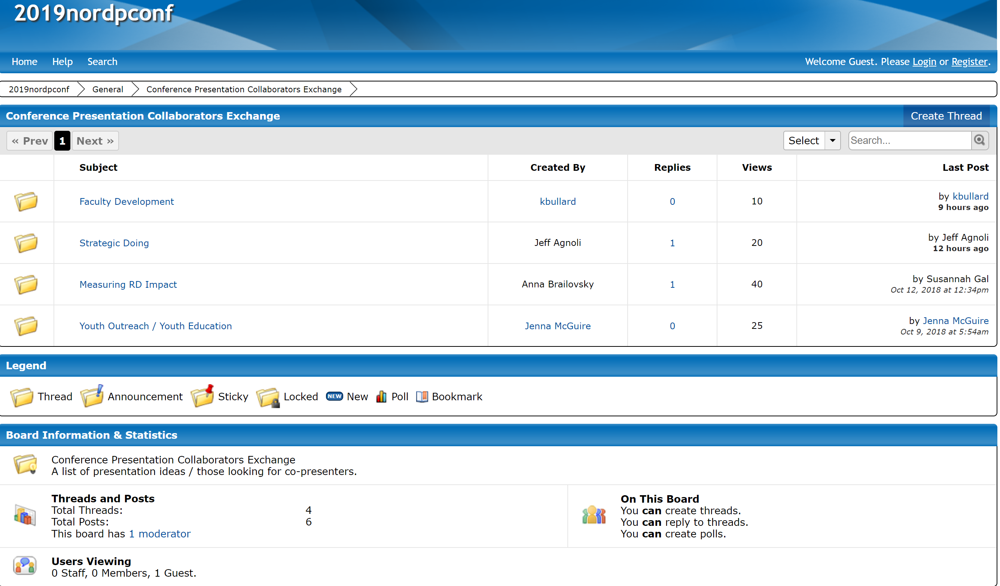 2019nordpconf
Home Help Search Welcome Guest. Please Login or Register.
2019nordpconf General Conference Presentation Collaborators Exchange
Conference Presentation Collaborators Exchange Create Thread
« Prev 1 Next » Select Search...
Subject Created By Replies Views Last Post
Faculty Development kbullard 0 10 by kbullard
9 hours ago
Strategic Doing Jeff Agnoli 1 20 by Jeff Agnoli
12 hours ago
Measuring RD Impact Anna Brailovsky 1 40 by Susannah Gal
Oct 12, 2018 at 12:34pm
Youth Outreach / Youth Education Jenna McGuire 0 25 by Jenna McGuire
Oct 9, 2018 at 5:54am
Legend
Thread Announcement Sticky Locked NEW New Poll Bookmark
Board Information & Statistics
Conference Presentation Collaborators Exchange
A list of presentation ideas / those looking for co-presenters.
Threads and Posts
Total Threads: 4
Total Posts: 6
This board has 1 moderator
On This Board
You can create threads.
You can reply to threads.
You can create polls.
Users Viewing
0 Staff, 0 Members, 1 Guest.